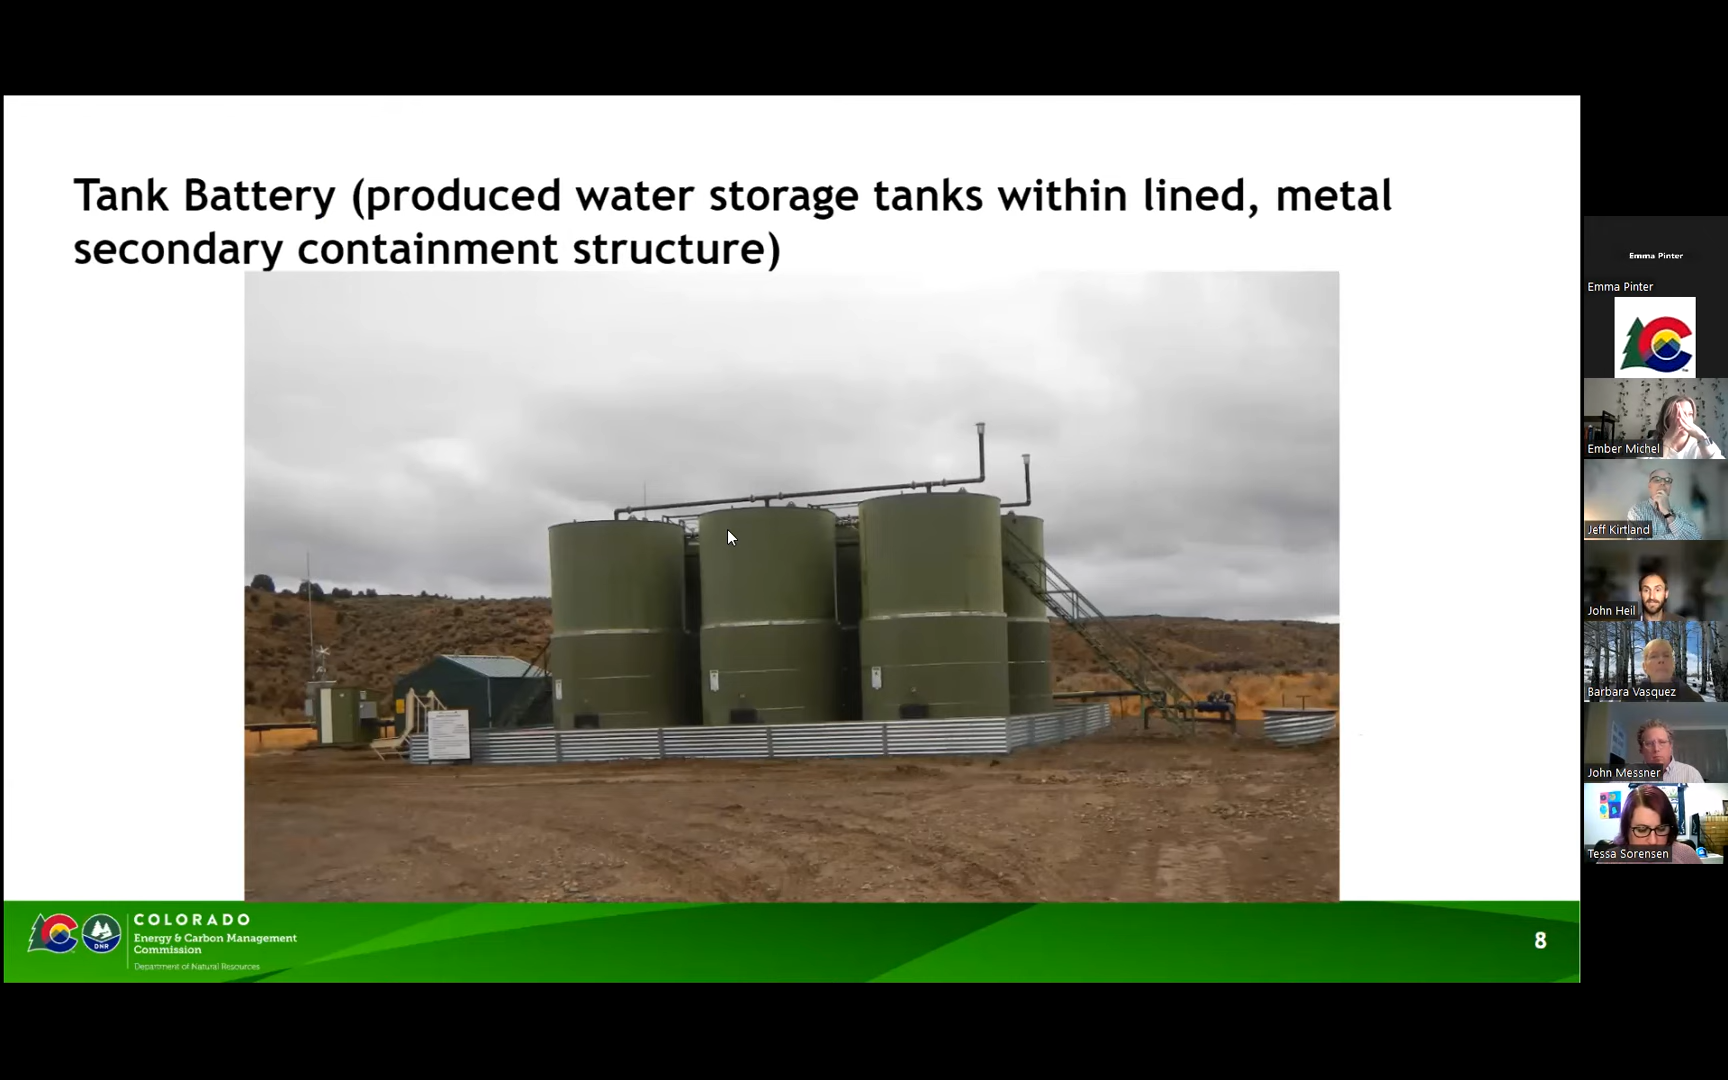 Tank Battery (produced water storage tanks within lined, metal
secondary containment structure)
COLORADO
Energy & Carbon Management
Commission
Department of Natural Resources
DNR
8
Emma Pinter
Emma Pinter
Ember Michel
Jeff Kirtland
John Heil
Barbara Vasquez
John Messner
Tessa Sorensen